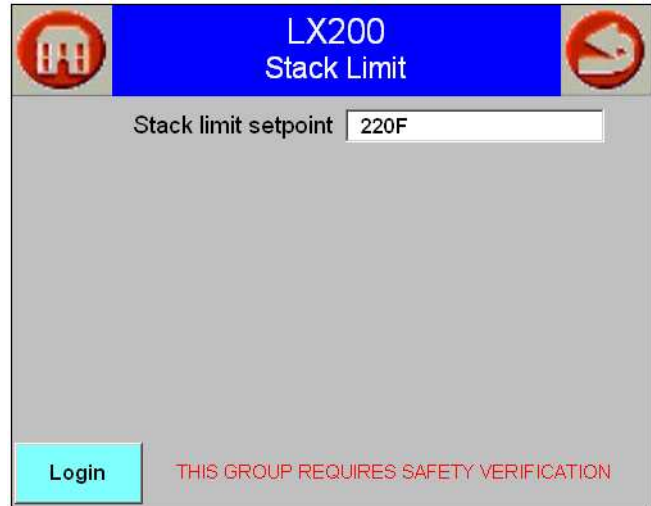 LX200
Stack Limit
Stack limit setpoint 220F
Login THIS GROUP REQUIRES SAFETY VERIFICATION